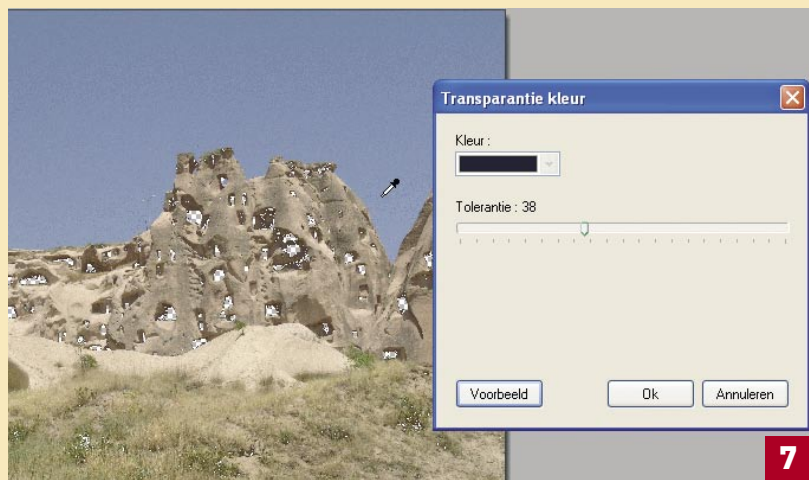 Transparantie kleur
Kleur :
Tolerantie : 38
Voorbeeld
Ok
Annuleren
7